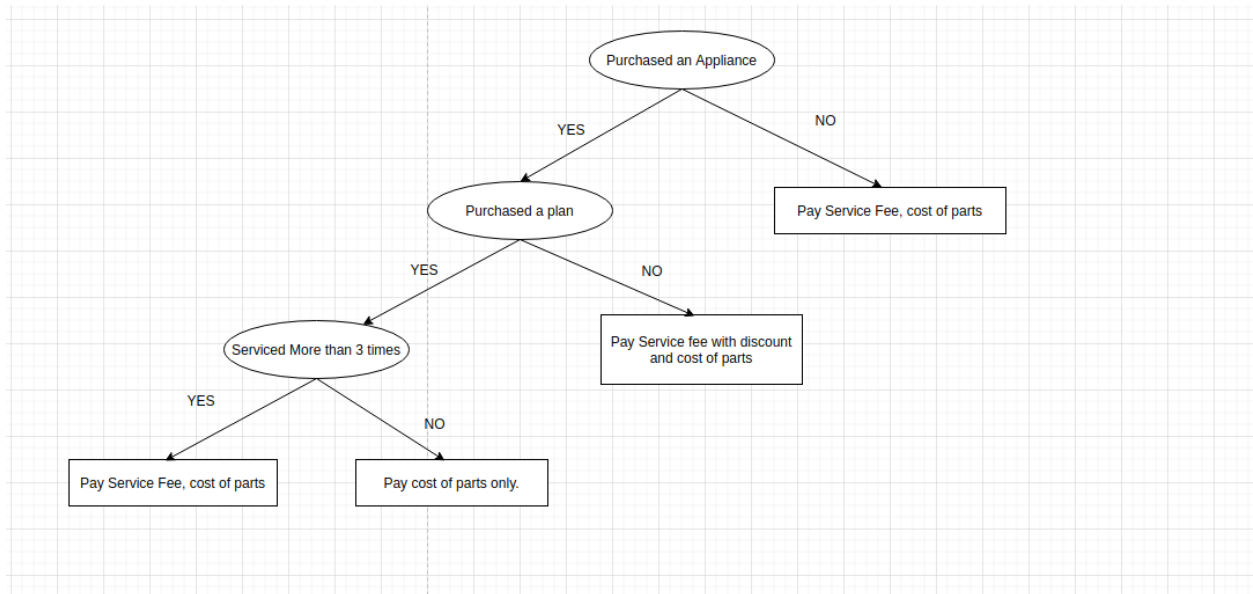 Purchased an Appliance
YES
NO
Purchased a plan
Pay Service Fee, cost of parts
YES
NO
Serviced More than 3 times
Pay Service fee with discount
and cost of parts
YES
NO
Pay Service Fee, cost of parts
Pay cost of parts only.